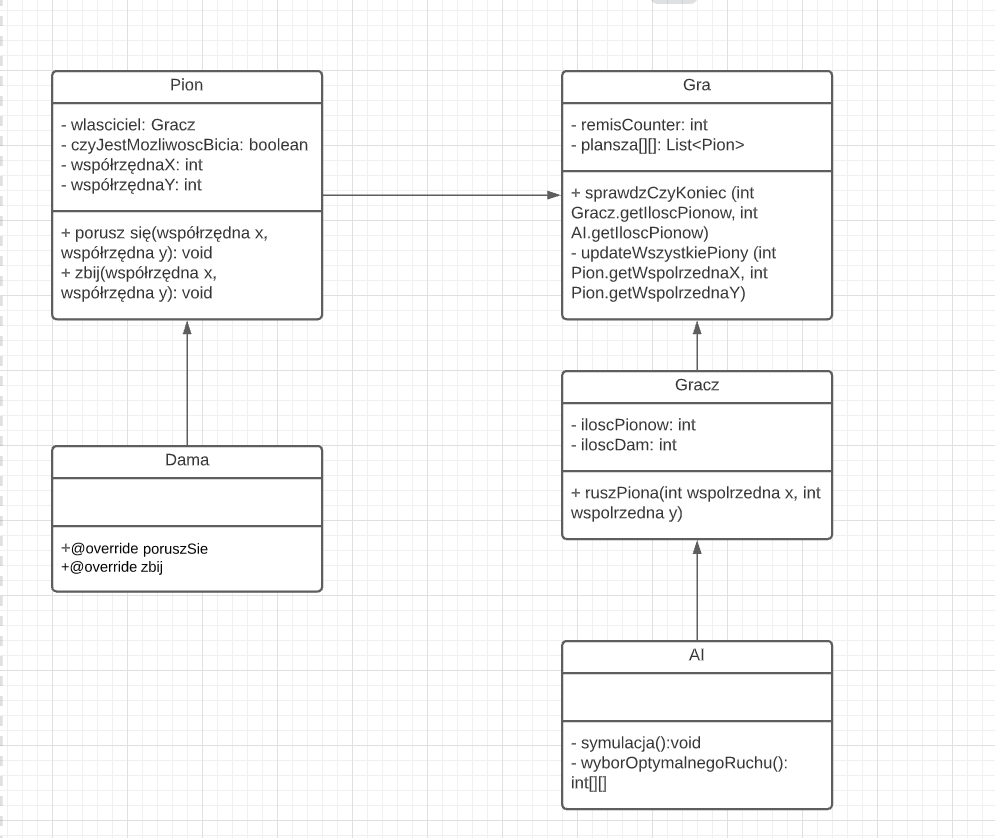 Pion
- wlasciciel: Gracz
- czyJestMozliwoscBicia: boolean
- współrzędnaX: int
- współrzędnaY: int
+ porusz się(współrzędna x,
współrzędna y): void
+ zbij(współrzędna x,
współrzędna y): void
Gra
- remisCounter: int
- plansza[][]: List<Pion>
+ sprawdzCzyKoniec (int
Gracz.getIloscPionow, int
AI.getIloscPionow)
- updateWszystkiePiony (int
Pion.getWspolrzednaX, int
Pion.getWspolrzednaY)
Gracz
- iloscPionow: int
- iloscDam: int
+ ruszPiona(int wspolrzedna x, int
wspolrzedna y)
Dama
+@override poruszSie
+@override zbij
AI
- symulacja():void
- wyborOptymalnegoRuchu():
int[][]